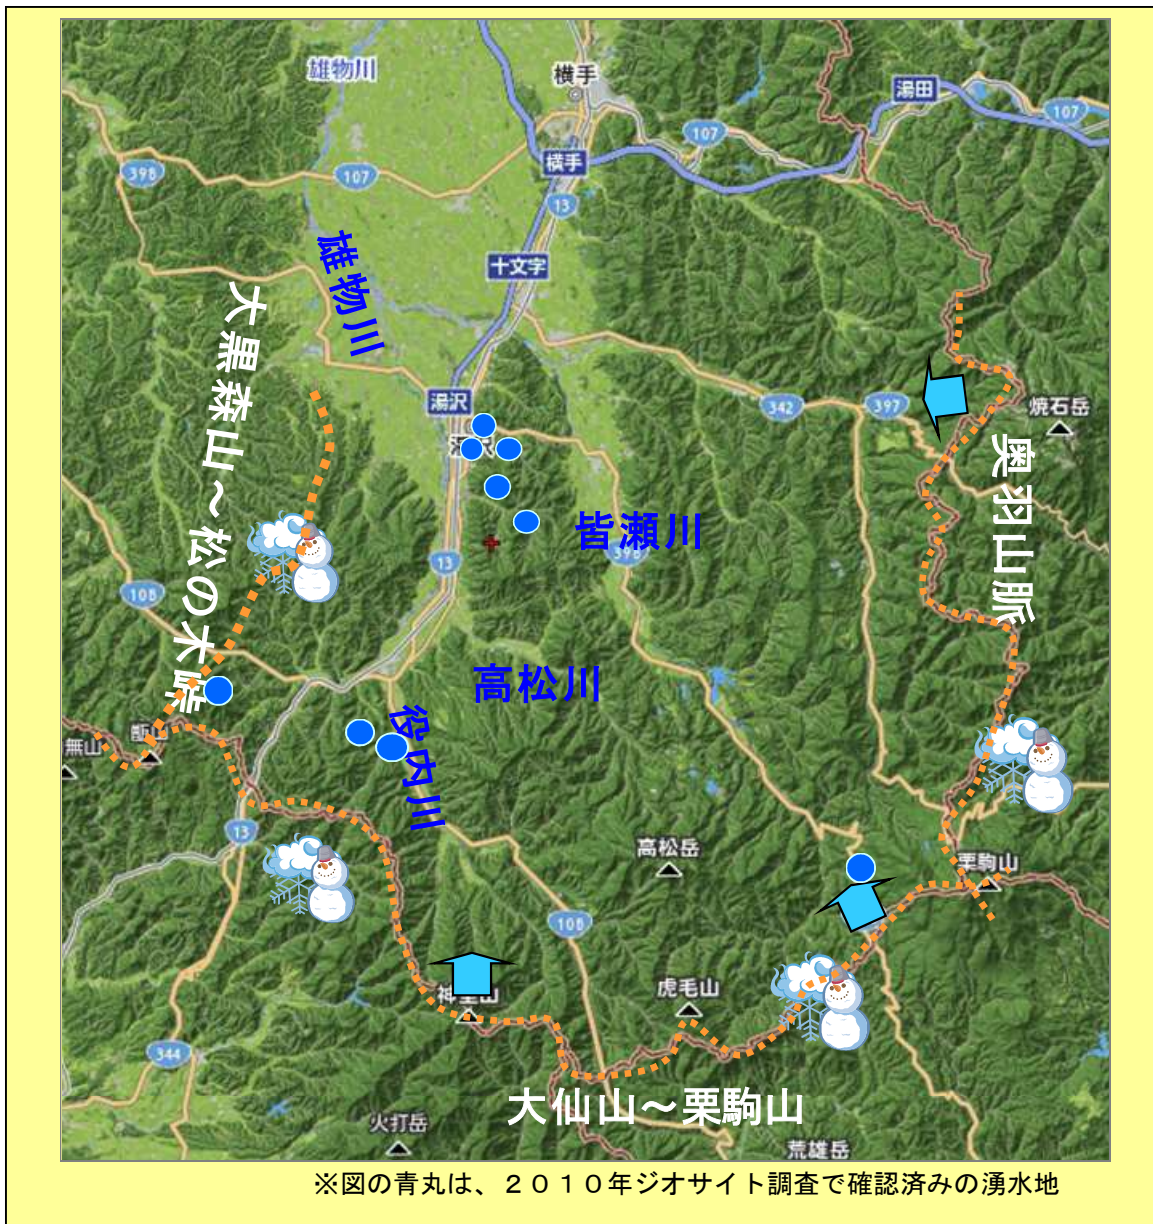 雄物川
横手
湯田
107
107
横手
398
107
13
雄物川
十文字
大黒森山～松の木峠
湯沢
342
397
焼石岳
奥羽山脈
皆瀬川
398
13
108
高松川
役内川
無山
飯山
13
高松岳
栗駒山
108
神室山
虎毛山
344
大仙山～栗駒山
火打岳
荒雄岳
※図の青丸は、２０１０年ジオサイト調査で確認済みの湧水地